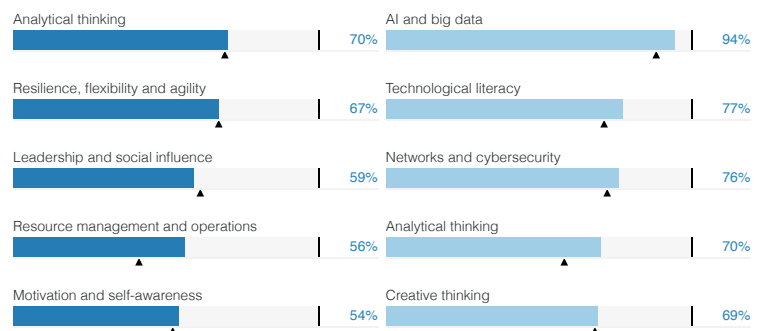 Analytical thinking
70%
Resilience, flexibility and agility
67%
Leadership and social influence
59%
Resource management and operations
56%
Motivation and self-awareness
54%
AI and big data
94%
Technological literacy
77%
Networks and cybersecurity
76%
Analytical thinking
70%
Creative thinking
69%